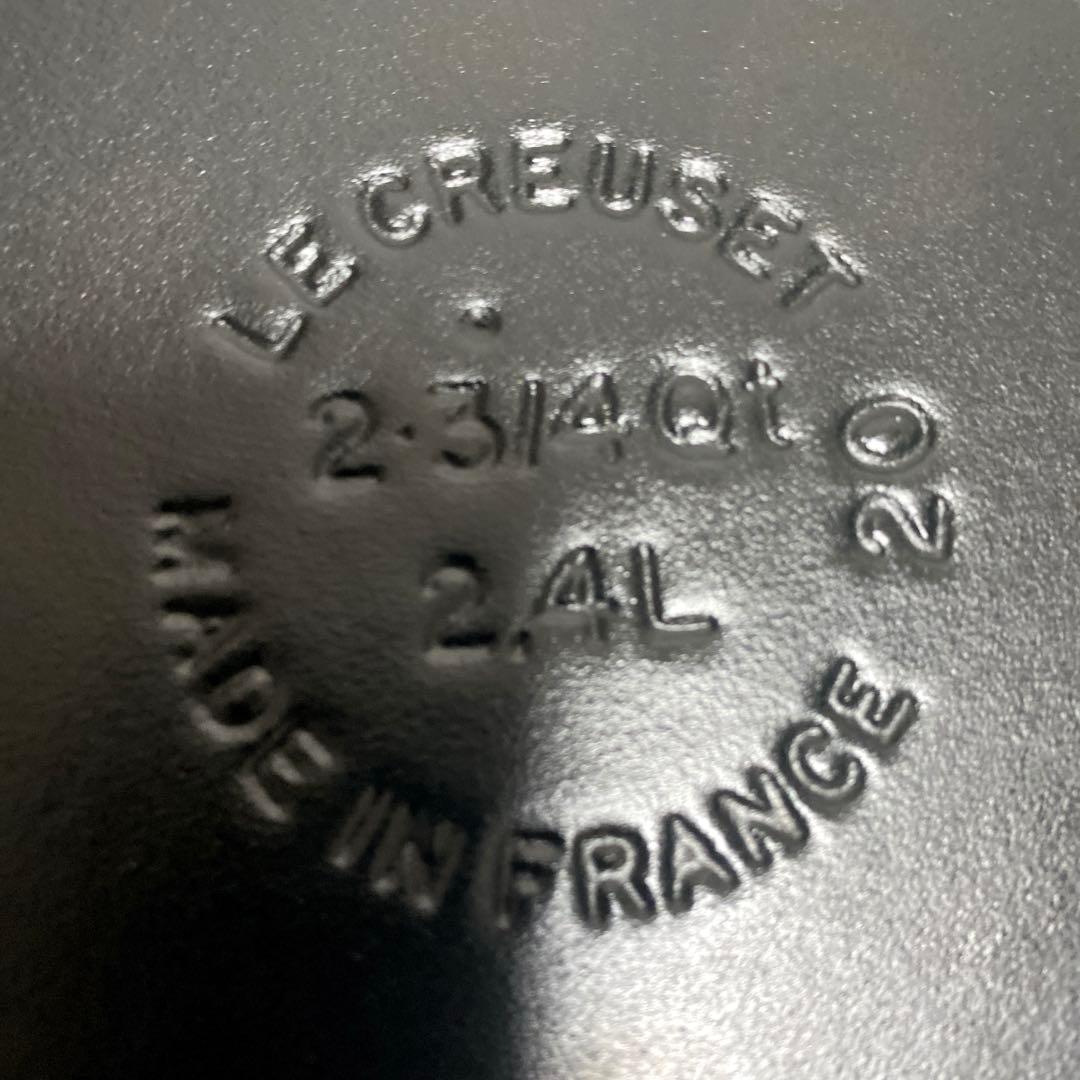 LE CREUSET
2·3/4Qt
2.4L
20
MADE IN FRANCE